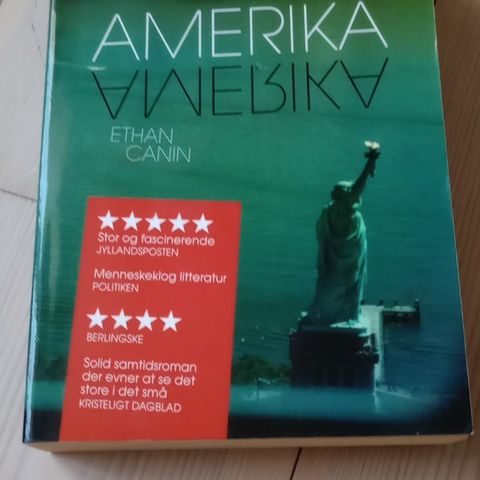 AMERIKA
AMERIKA
ETHAN
CANIN
Stor og fascinerende
JYLLANDSPOSTEN
Menneskeklog litteratur
POLITIKEN
BERLINGSKE
Solid samtidsroman
der evner at se det
store i det små
KRISTELIGT DAGBLAD